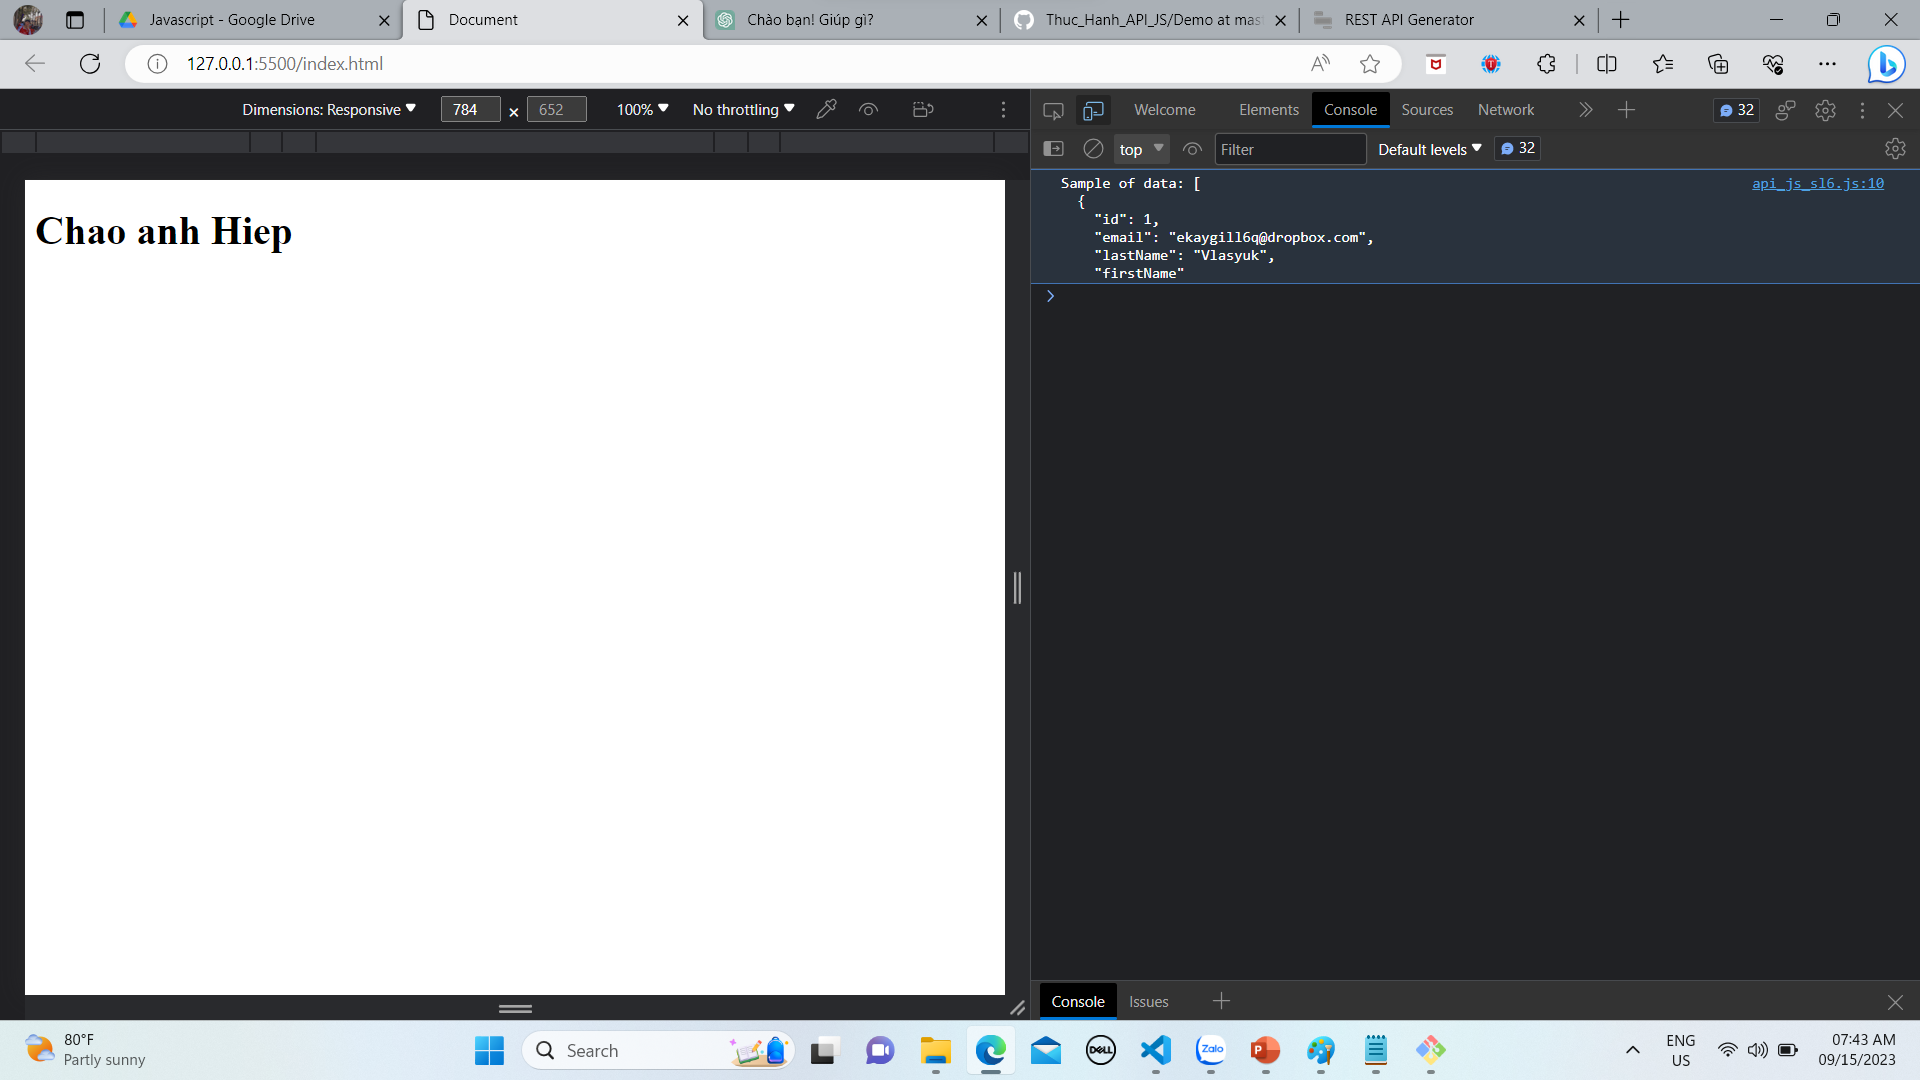 Javascript - Google Drive
Document
Chào bạn! Giúp gì?
Thuc_Hanh_API_JS/Demo at mast
REST API Generator
127.0.0.1:5500/index.html
Dimensions: Responsive
784 × 652
100%
No throttling
Welcome
Elements
Console
Sources
Network
32
top
Filter
Default levels
32
Sample of data: [
api_js_sl6.js:10
{
"id": 1,
"email": "ekaygill6q@dropbox.com",
"lastName": "Vlasyuk",
"firstName"
Chao anh Hiep
Console
Issues
80°F
Partly sunny
Search
DELL
Zalo
ENG
US
07:43 AM
09/15/2023